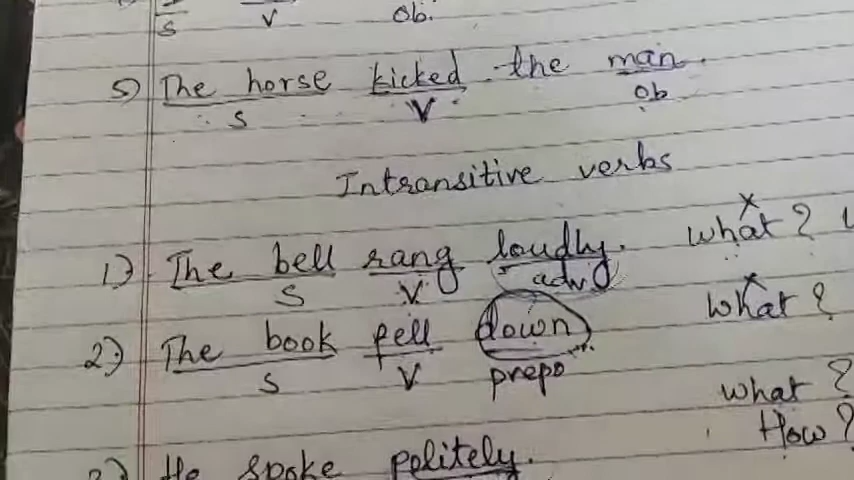 S V Ob.
5) The horse kicked the man.
S V Ob
Intransitive verbs
1) The bell rang loudly. what?
S V adv
2) The book fell down what?
S V prepo
what?
How?
He spoke politely.